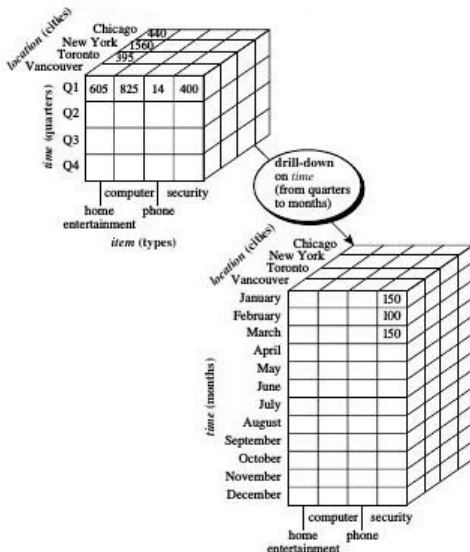 location (cities)
Chicago 440
New York 1560
Toronto 395
Vancouver
time (quarters)
Q1 605 825 14 400
Q2
Q3
Q4
computer security
home phone
entertainment
item (types)
drill-down
on time
(from quarters
to months)
location (cities)
Chicago
New York
Toronto
Vancouver
time (months)
January 150
February 100
March 150
April
May
June
July
August
September
October
November
December
computer security
home phone
entertainment